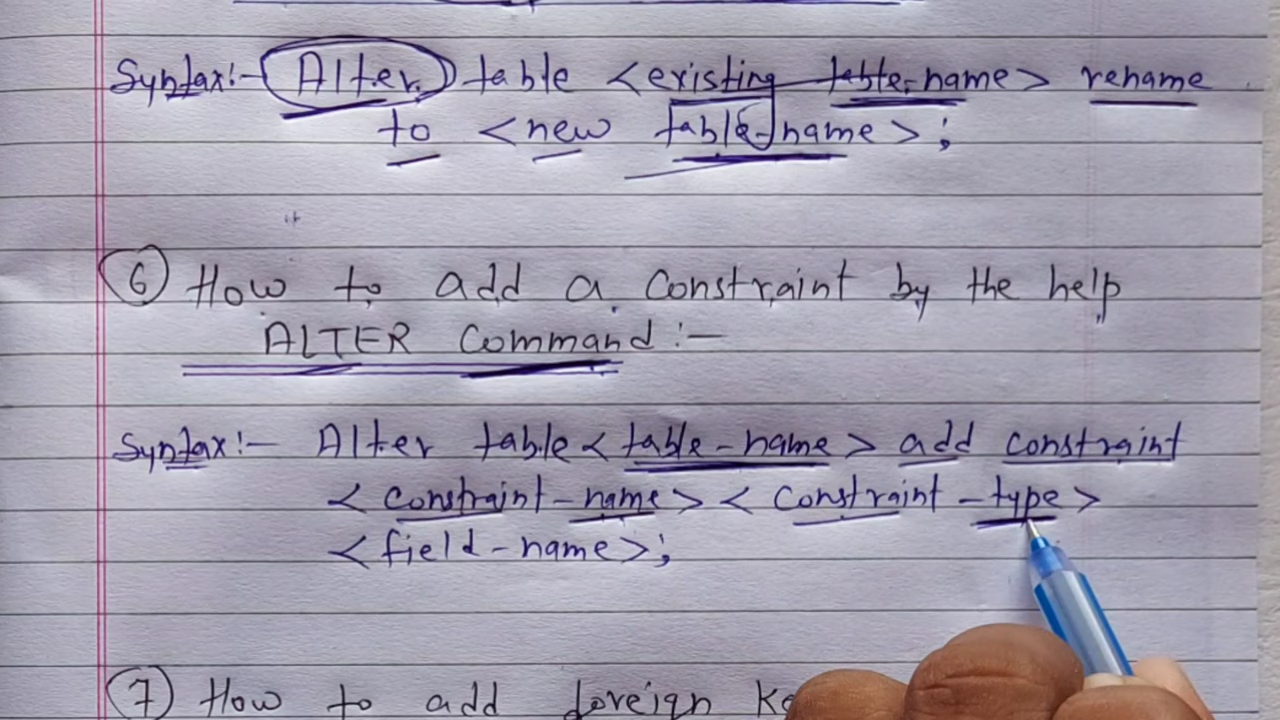 Syntax:- Alter table <existing table-name> rename
to <new table-name>;
6 How to add a constraint by the help
ALTER Command:-
Syntax:- Alter table <table-name> add constraint
<constraint-name> <constraint-type>
<field-name>;
7 How to add foreign